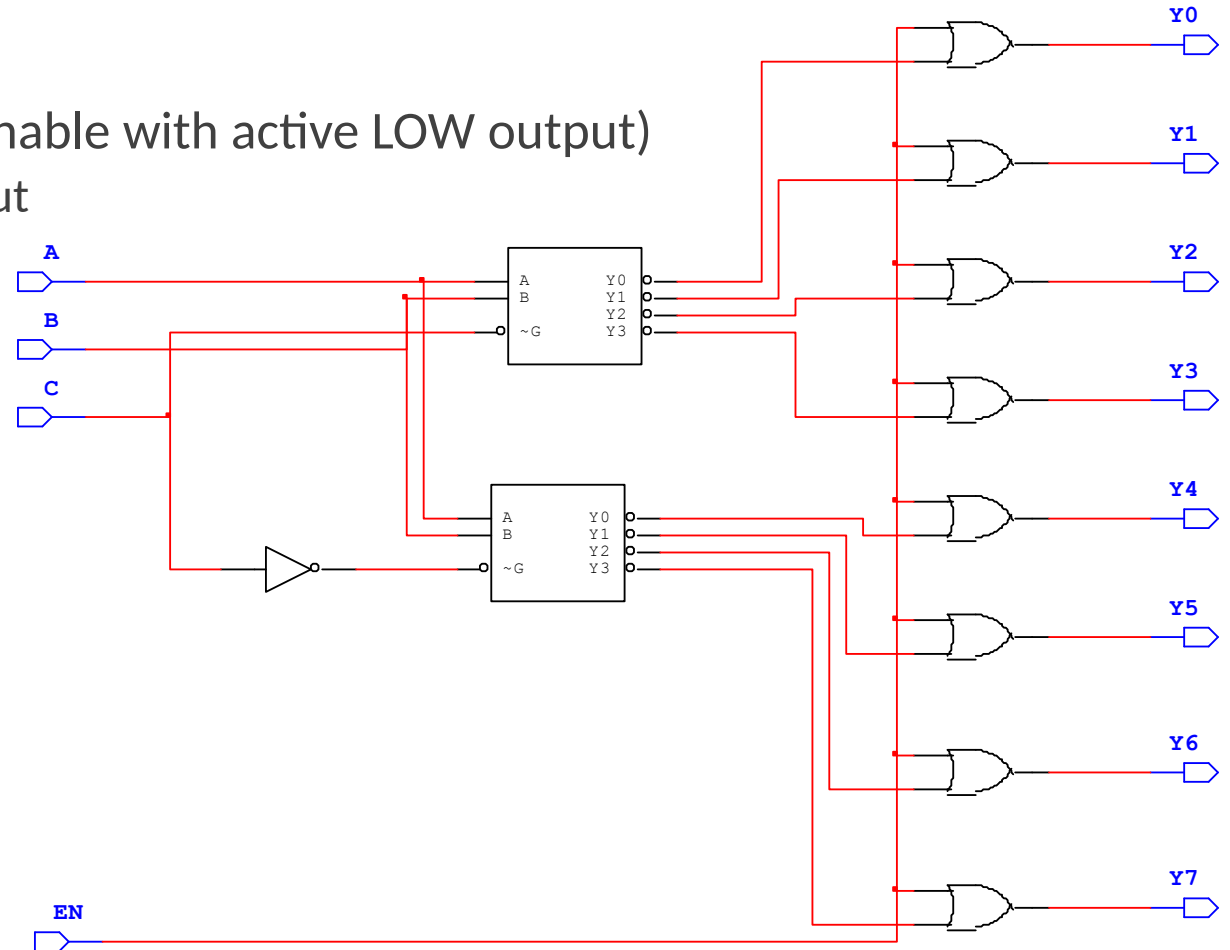 Y0
nable with active LOW output)
Y1
ut
A
Y2
A Y0
B Y1
Y2
~G Y3
B
Y3
C
Y4
A Y0
B Y1
Y2
~G Y3
Y5
Y6
Y7
EN